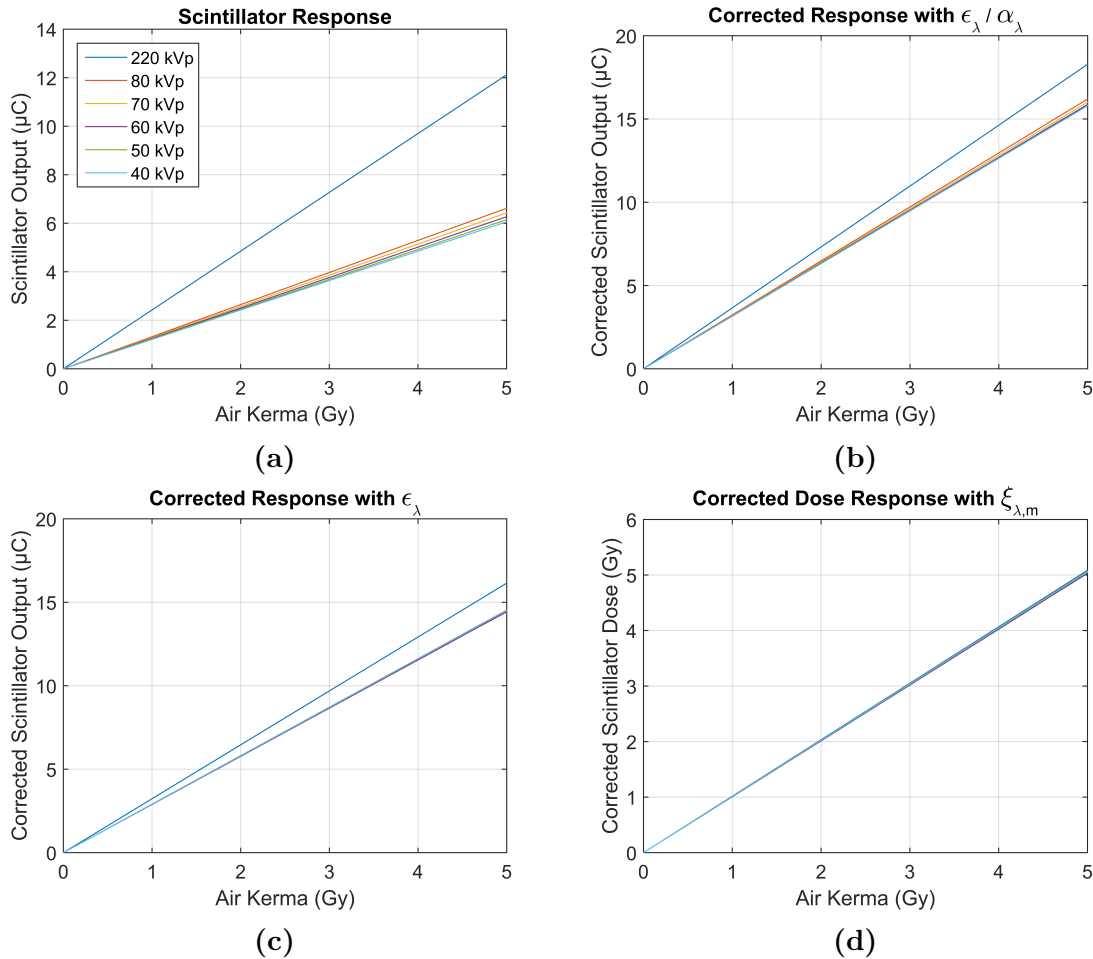 Scintillator Response
14
12
10
8
6
4
2
0
0 1 2 3 4 5
Scintillator Output (µC)
Air Kerma (Gy)
220 kVp
80 kVp
70 kVp
60 kVp
50 kVp
40 kVp
(a)
Corrected Response with ϵλ / αλ
20
15
10
5
0
0 1 2 3 4 5
Corrected Scintillator Output (µC)
Air Kerma (Gy)
(b)
Corrected Response with ϵλ
20
15
10
5
0
0 1 2 3 4 5
Corrected Scintillator Output (µC)
Air Kerma (Gy)
(c)
Corrected Dose Response with ξλ,m
6
5
4
3
2
1
0
0 1 2 3 4 5
Corrected Scintillator Dose (Gy)
Air Kerma (Gy)
(d)